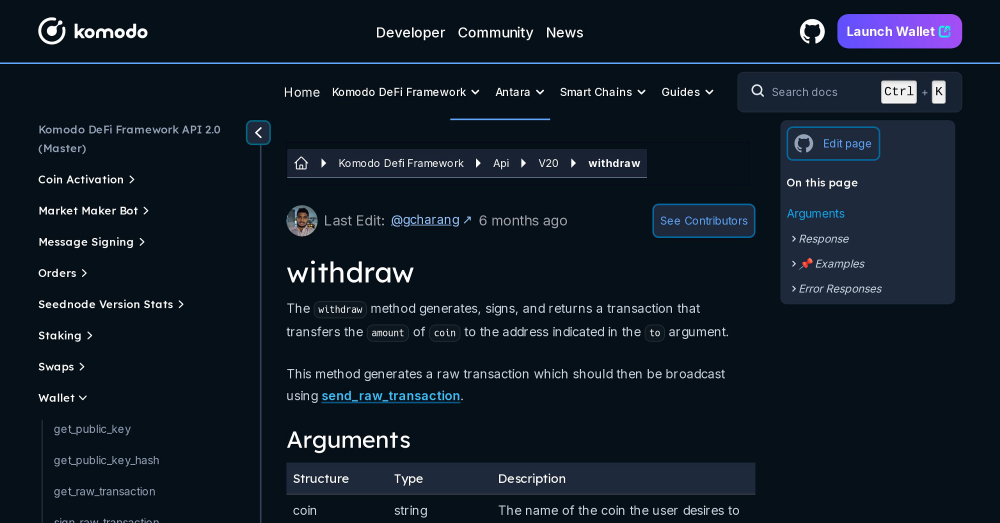 komodo
Developer Community News
Launch Wallet
Home Komodo DeFi Framework Antara Smart Chains Guides
Search docs Ctrl + K
Komodo DeFi Framework API 2.0
(Master)
Coin Activation
Market Maker Bot
Message Signing
Orders
Seednode Version Stats
Staking
Swaps
Wallet
get_public_key
get_public_key_hash
get_raw_transaction
sign_raw_transaction
Komodo Defi Framework Api V20 withdraw
Last Edit: @gcharang ↗ 6 months ago
See Contributors
withdraw
The withdraw method generates, signs, and returns a transaction that
transfers the amount of coin to the address indicated in the to argument.
This method generates a raw transaction which should then be broadcast
using send_raw_transaction.
Arguments
Structure Type Description
coin string The name of the coin the user desires to
Edit page
On this page
Arguments
Response
📌 Examples
Error Responses